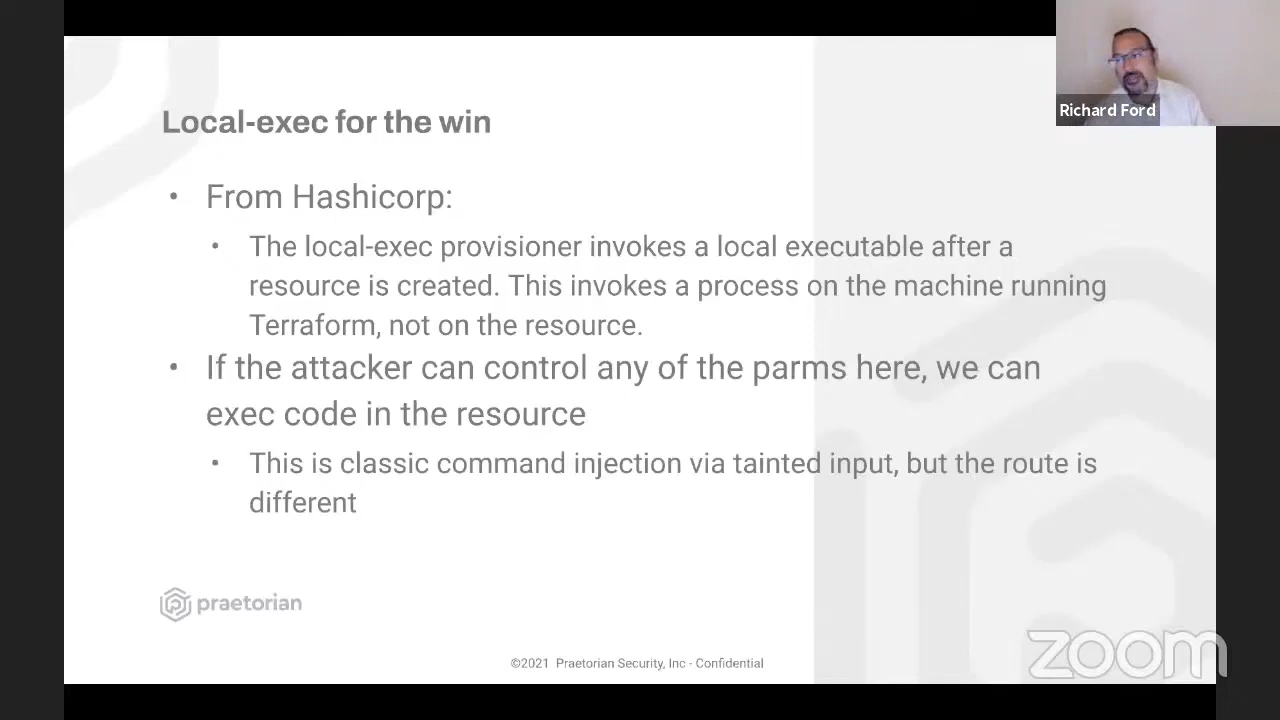 Richard Ford
Local-exec for the win
• From Hashicorp:
• The local-exec provisioner invokes a local executable after a
resource is created. This invokes a process on the machine running
Terraform, not on the resource.
• If the attacker can control any of the parms here, we can
exec code in the resource
• This is classic command injection via tainted input, but the route is
different
praetorian
©2021 Praetorian Security, Inc - Confidential
zoom